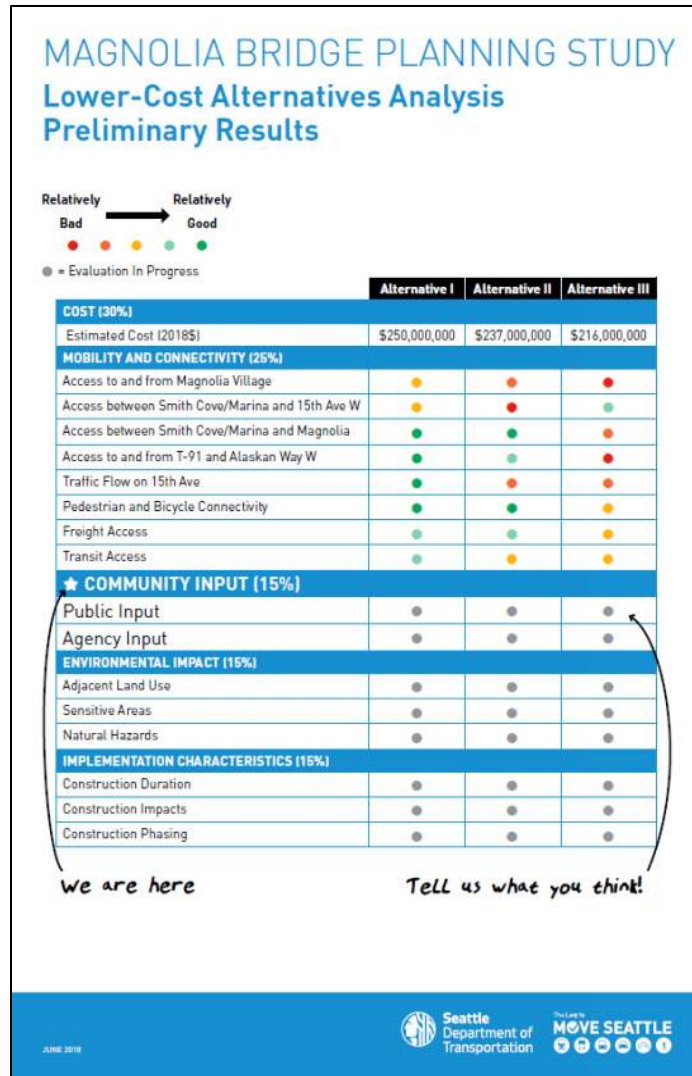 MAGNOLIA BRIDGE PLANNING STUDY
Lower-Cost Alternatives Analysis
Preliminary Results
Relatively Relatively
Bad Good
= Evaluation In Progress
Alternative I Alternative II Alternative III
COST (30%)
Estimated Cost (2018$) $250,000,000 $237,000,000 $216,000,000
MOBILITY AND CONNECTIVITY (25%)
Access to and from Magnolia Village
Access between Smith Cove/Marina and 15th Ave W
Access between Smith Cove/Marina and Magnolia
Access to and from T-91 and Alaskan Way W
Traffic Flow on 15th Ave
Pedestrian and Bicycle Connectivity
Freight Access
Transit Access
COMMUNITY INPUT (15%)
Public Input
Agency Input
ENVIRONMENTAL IMPACT (15%)
Adjacent Land Use
Sensitive Areas
Natural Hazards
IMPLEMENTATION CHARACTERISTICS (15%)
Construction Duration
Construction Impacts
Construction Phasing
We are here Tell us what you think!
JUNE 2018
Seattle
Department of
Transportation
The Levy to
MOVE SEATTLE